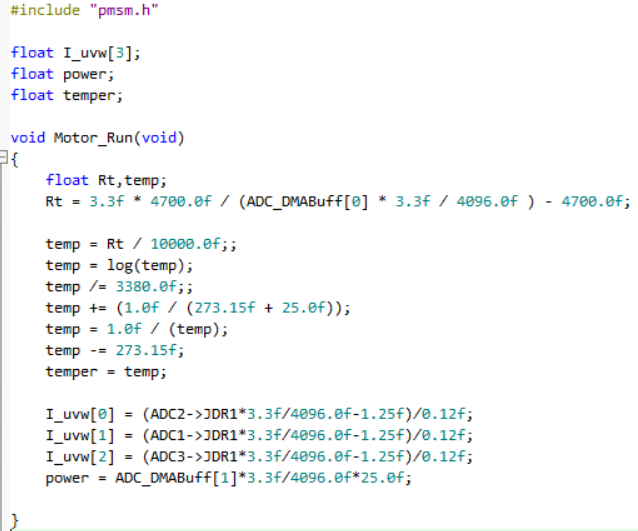 #include "pmsm.h"
float I_uvw[3];
float power;
float temper;
void Motor_Run(void)
{
float Rt,temp;
Rt = 3.3f * 4700.0f / (ADC_DMABuff[0] * 3.3f / 4096.0f ) - 4700.0f;
temp = Rt / 10000.0f;;
temp = log(temp);
temp /= 3380.0f;;
temp += (1.0f / (273.15f + 25.0f));
temp = 1.0f / (temp);
temp -= 273.15f;
temper = temp;
I_uvw[0] = (ADC2->JDR1*3.3f/4096.0f-1.25f)/0.12f;
I_uvw[1] = (ADC1->JDR1*3.3f/4096.0f-1.25f)/0.12f;
I_uvw[2] = (ADC3->JDR1*3.3f/4096.0f-1.25f)/0.12f;
power = ADC_DMABuff[1]*3.3f/4096.0f*25.0f;
}